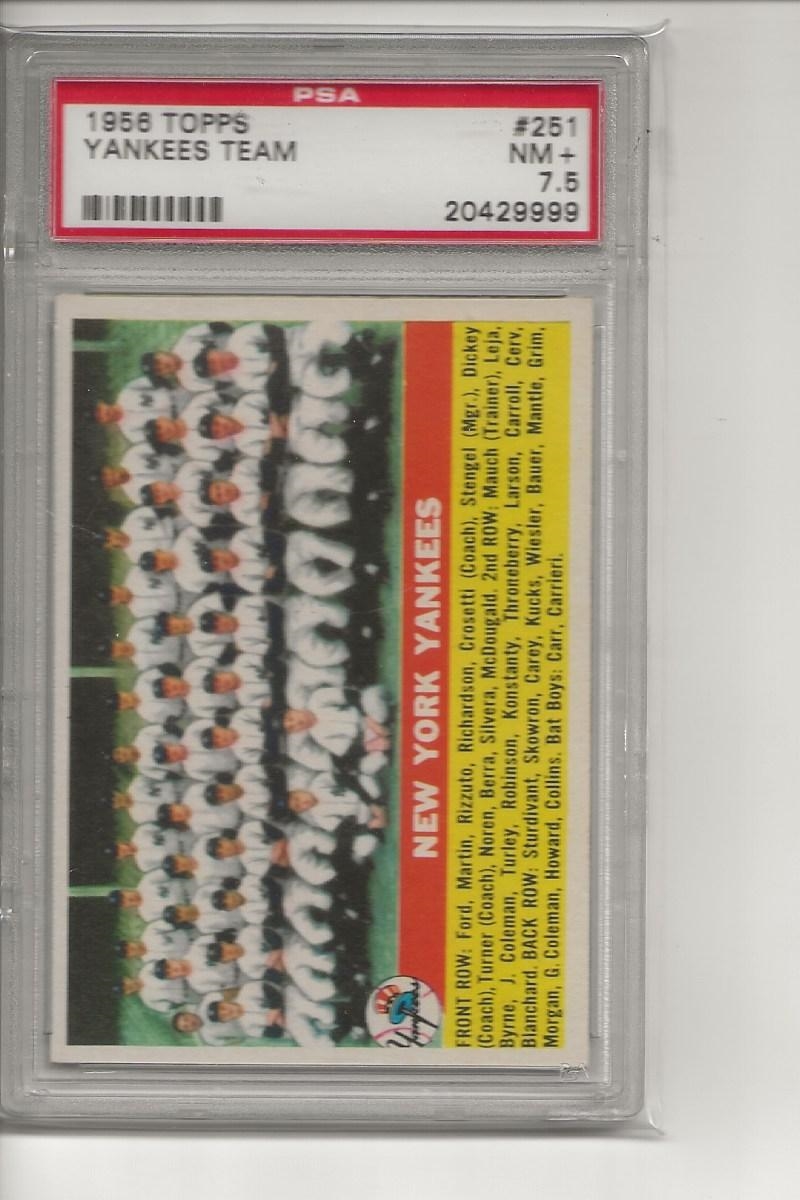 PSA
1956 TOPPS #251
YANKEES TEAM NM+
7.5
20429999
NEW YORK YANKEES
Yankees
FRONT ROW: Ford, Martin, Rizzuto, Richardson, Crosetti (Coach), Stengel (Mgr.), Dickey
(Coach), Turner (Coach), Noren, Berra, Silvera, McDougald. 2nd ROW: Mauch (Trainer), Leja,
Byrne, J. Coleman, Turley, Robinson, Konstanty, Throneberry, Larson, Carroll, Cerv,
Blanchard. BACK ROW: Sturdivant, Skowron, Carey, Kucks, Wiesler, Bauer, Mantle, Grim,
Morgan, G. Coleman, Howard, Collins. Bat Boys: Carr, Carrieri.
PSA